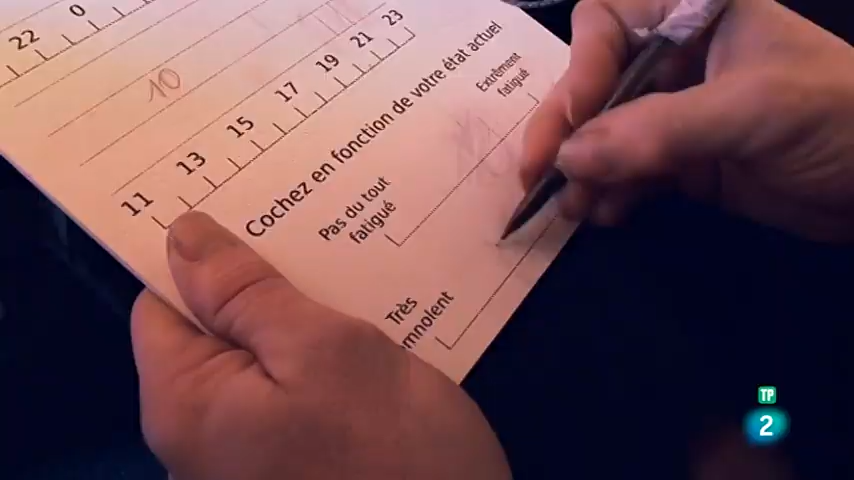 22 0
10
11 13 15 17 19 21 23
Cochez en fonction de votre état actuel
Pas du tout
fatigué
Extrêment
fatigué
Très
TP
2